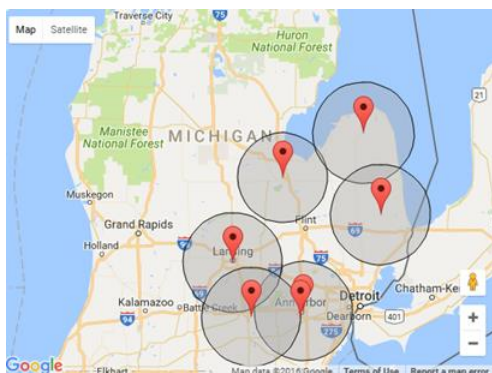 Traverse City
75
Map
Satellite
Huron
National Forest
21
Manistee
National Forest
MICHIGAN
Muskegon
Flint
69
Grand Rapids
Holland
96
Lansing
75
Kalamazoo
Battle Creek
Ann Arbor
Detroit
Chatham-Ke
94
Dearborn
401
275
+
−
Google
Elkhart
Map data ©2016 Google
Terms of Use
Report a map error